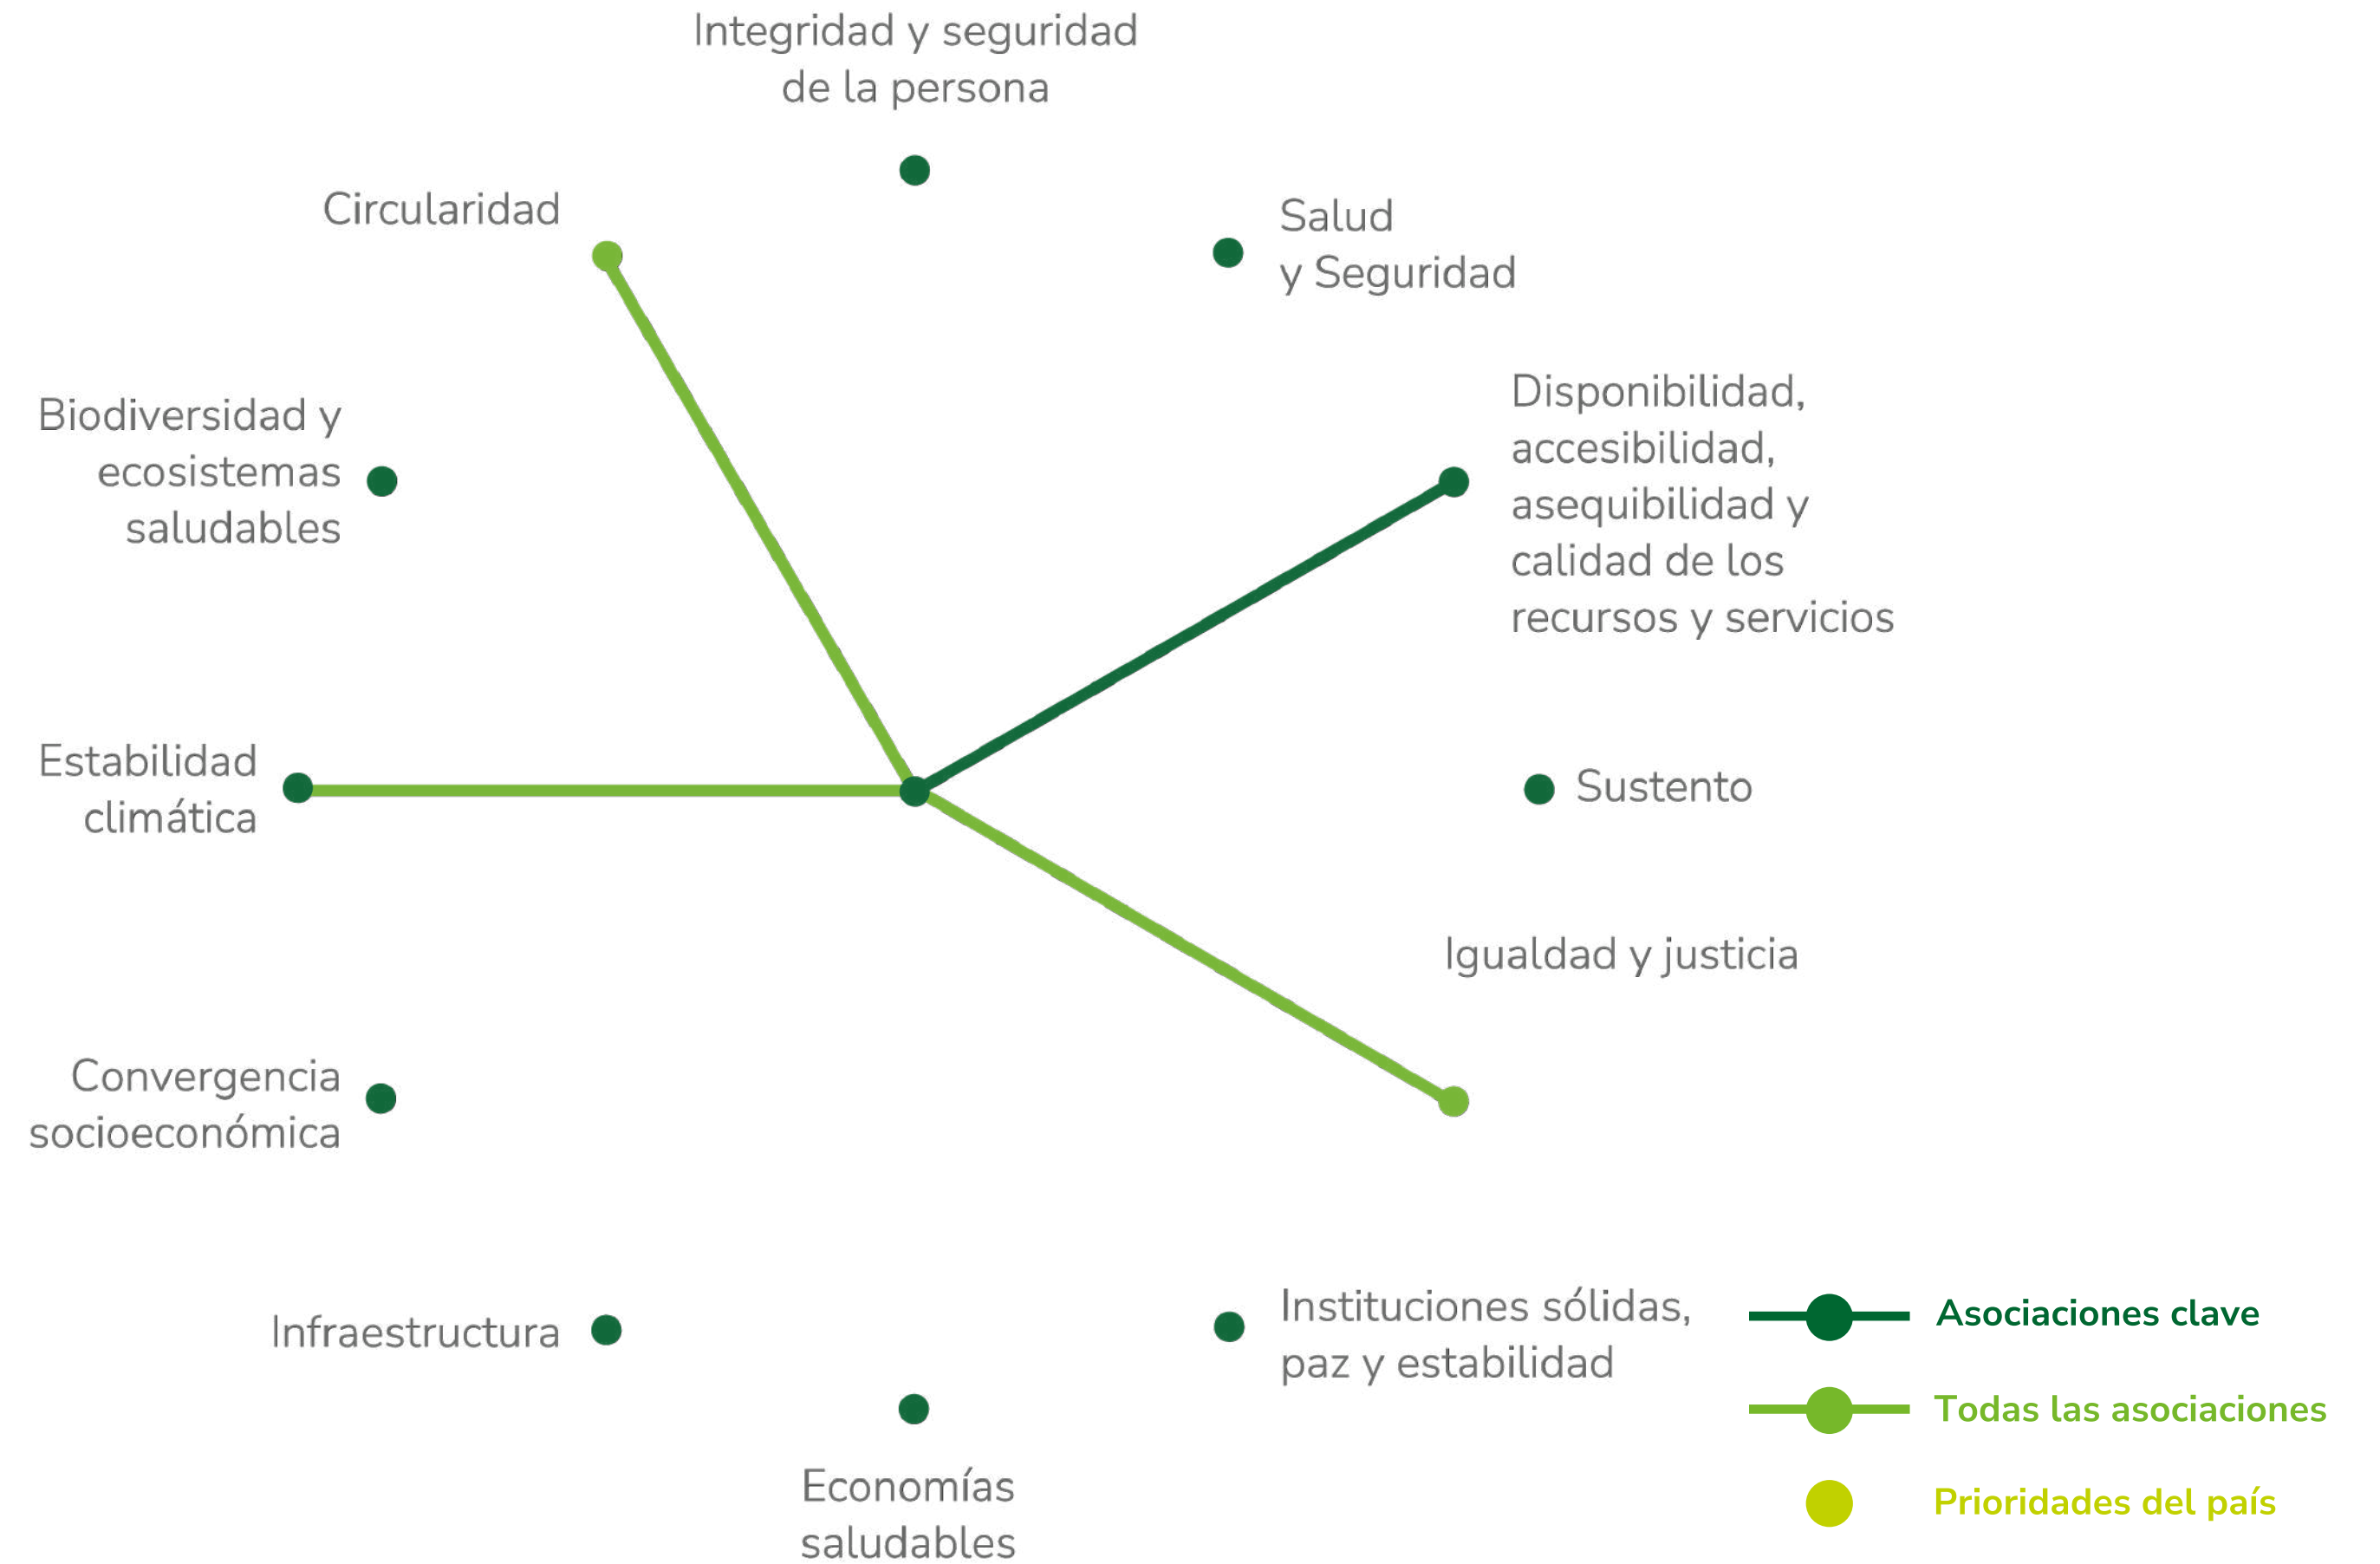 Integridad y seguridad
de la persona
Circularidad
Salud
y Seguridad
Biodiversidad y
ecosistemas
saludables
Disponibilidad,
accesibilidad,
asequibilidad y
calidad de los
recursos y servicios
Estabilidad
climática
Sustento
Igualdad y justicia
Convergencia
socioeconómica
Infraestructura
Instituciones sólidas,
paz y estabilidad
Economías
saludables
Asociaciones clave
Todas las asociaciones
Prioridades del país